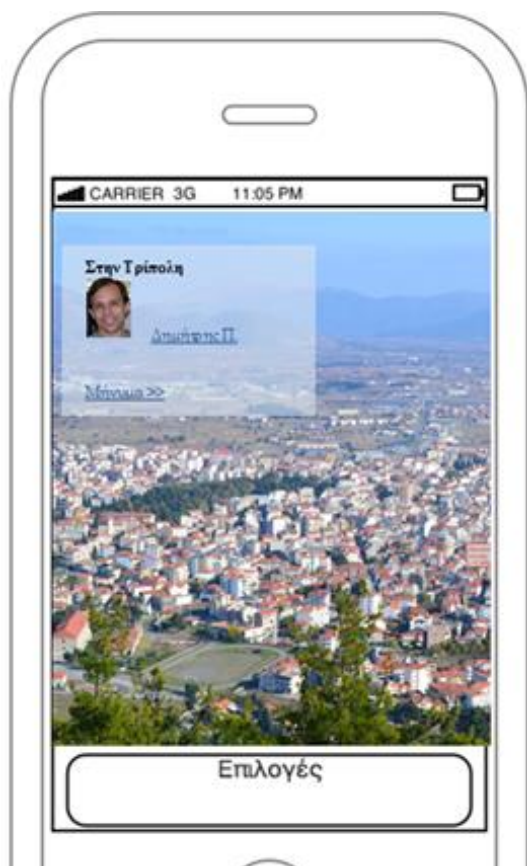 CARRIER 3G 11:05 PM
Στην Τρίπολη
Δημήτρης Π.
Μήνυμα >>
Επιλογές